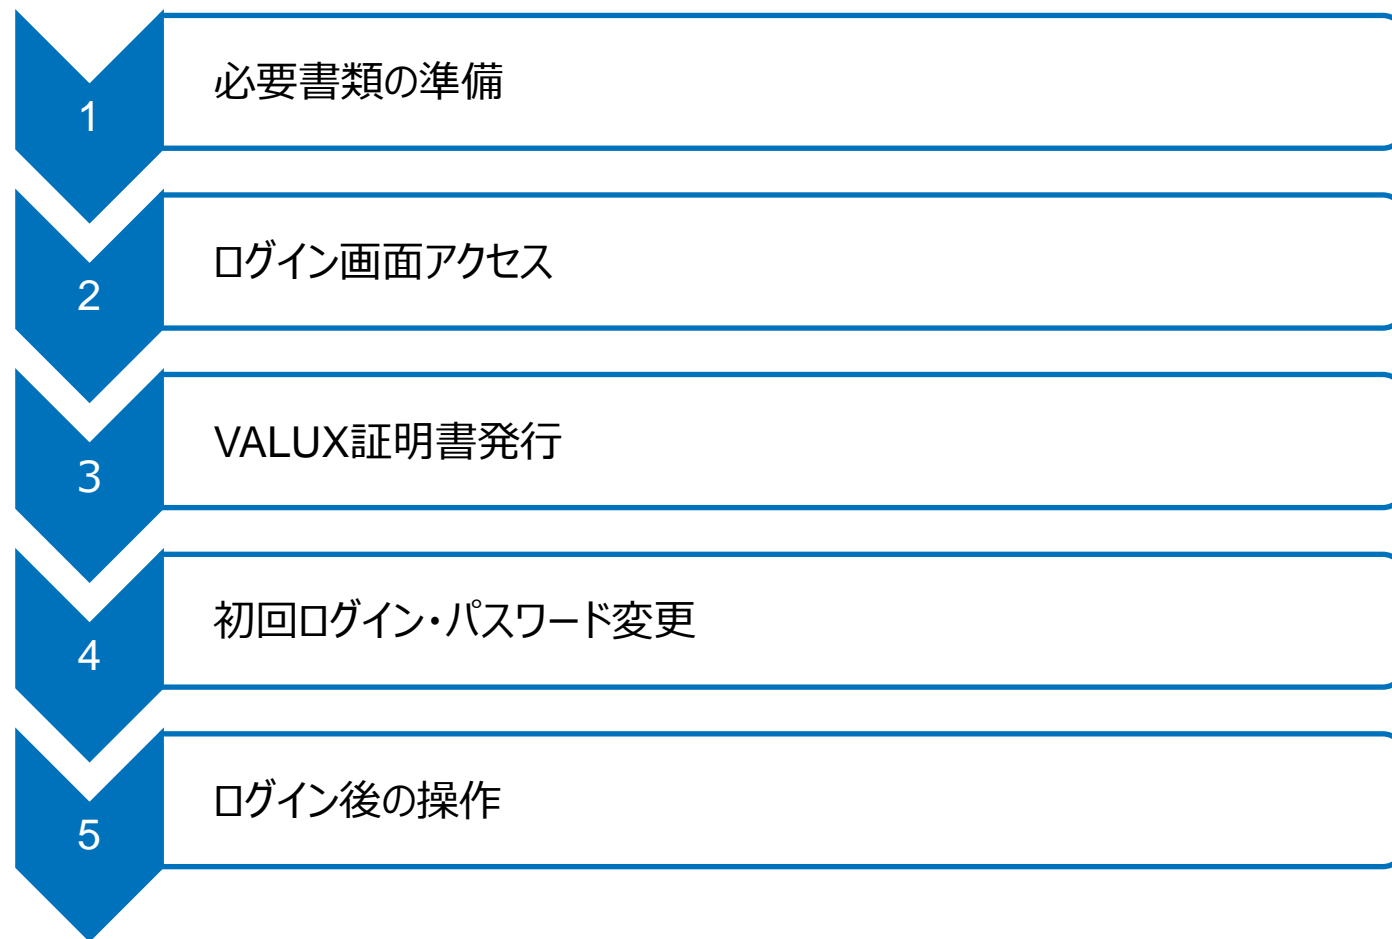 1
必要書類の準備
2
ログイン画面アクセス
3
VALUX証明書発行
4
初回ログイン・パスワード変更
5
ログイン後の操作